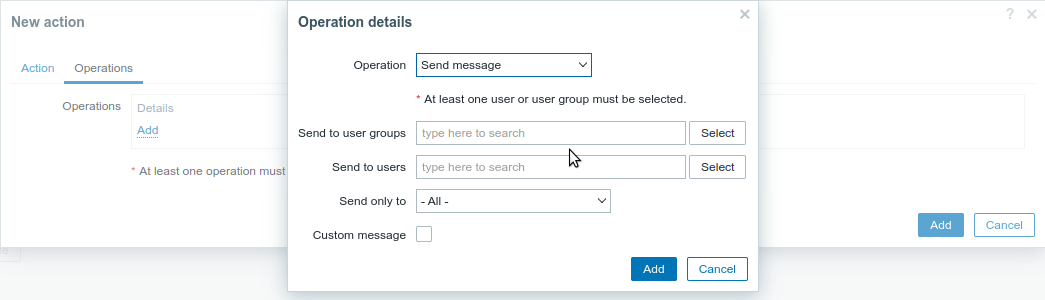 New action
? ×
Action Operations
Operations Details
Add
* At least one operation must
Add Cancel
Operation details ×
Operation Send message
* At least one user or user group must be selected.
Send to user groups type here to search Select
Send to users type here to search Select
Send only to - All -
Custom message
Add Cancel